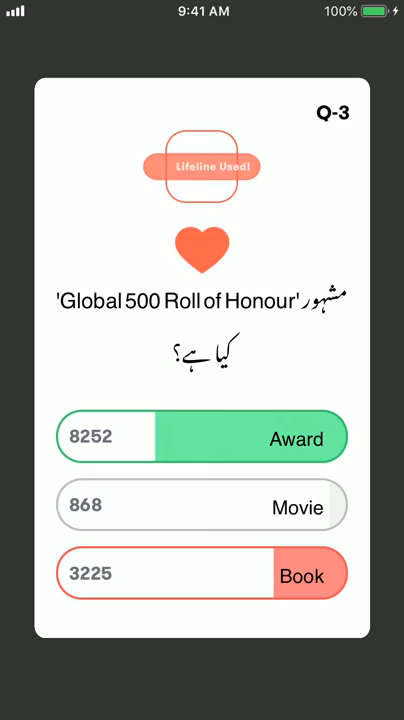 9:41 AM
100%
Q-3
Lifeline Used!
مشہور 'Global 500 Roll of Honour'
کیا ہے؟
8252 Award
868 Movie
3225 Book